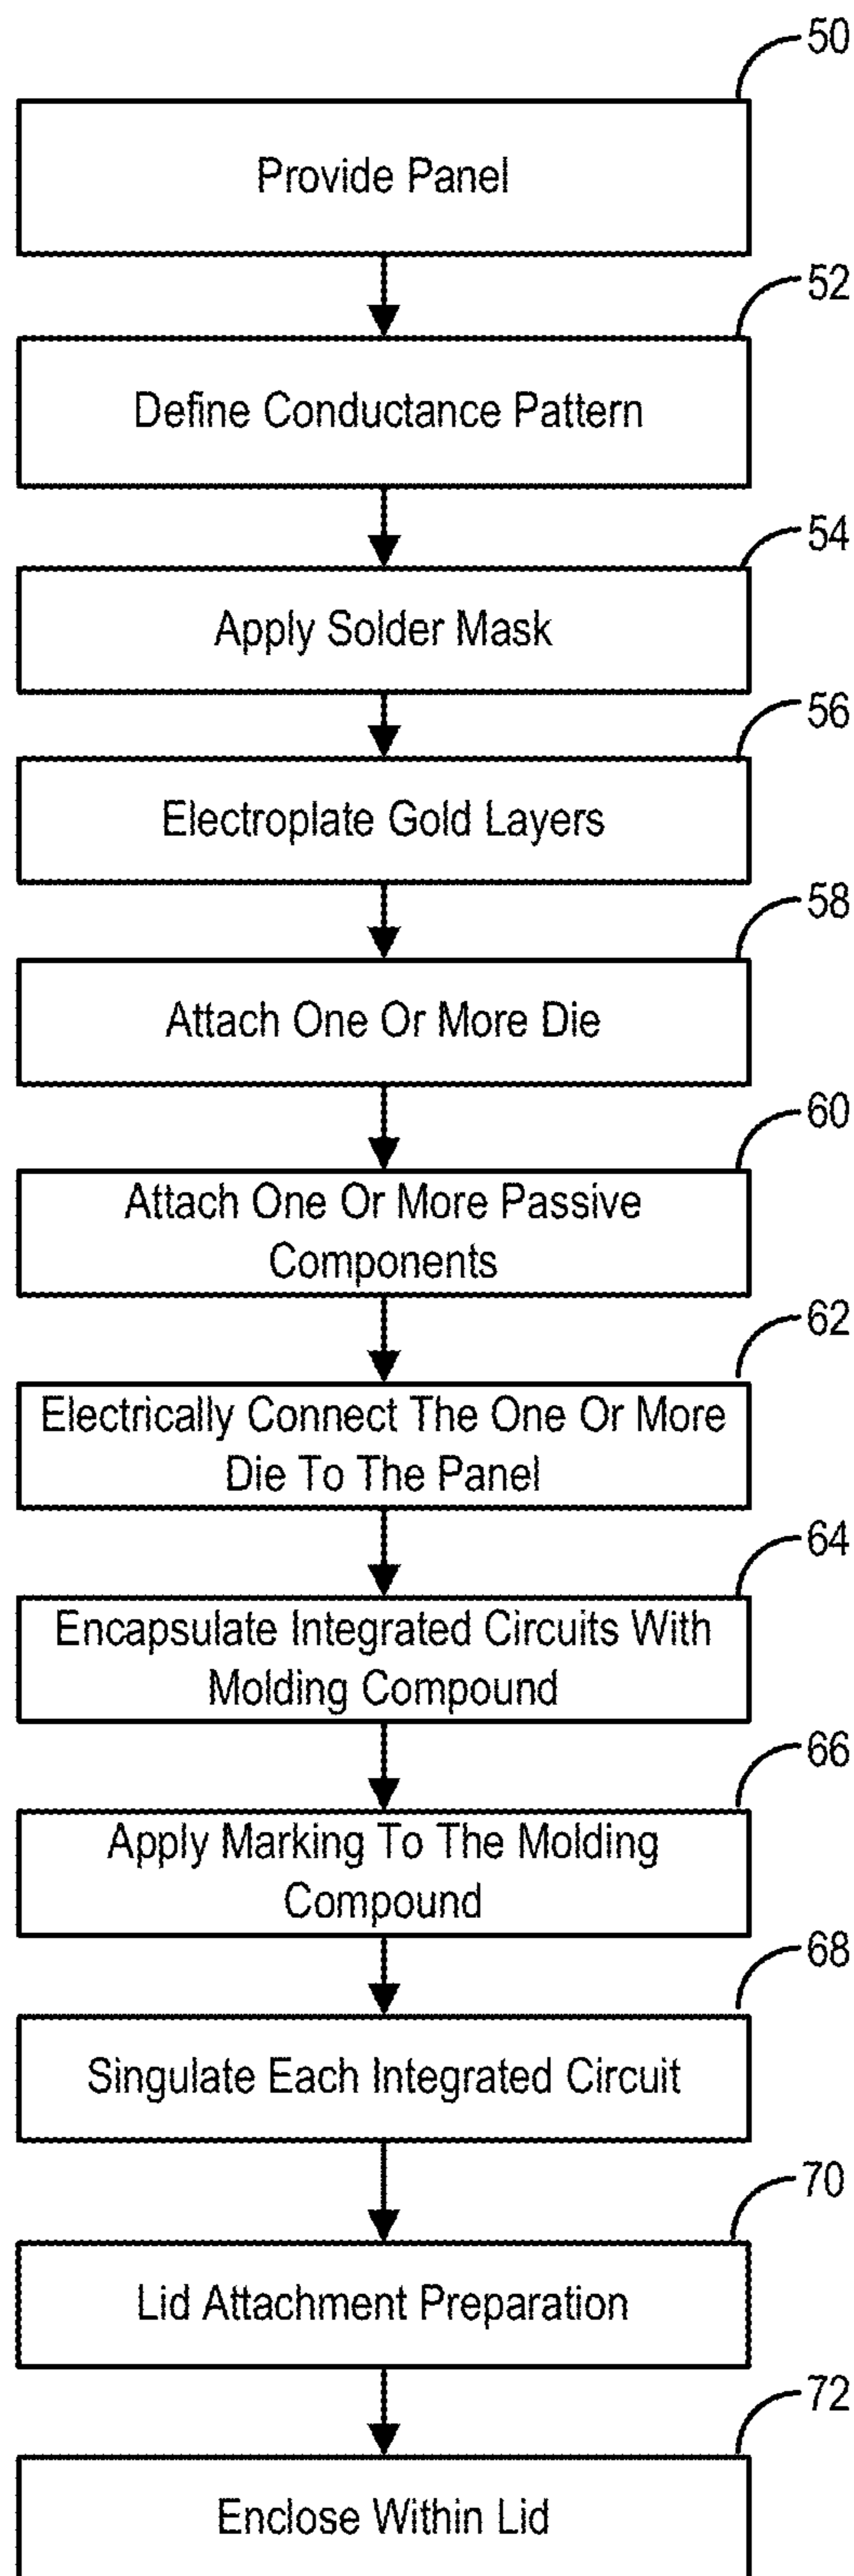 50
Provide Panel
52
Define Conductance Pattern
54
Apply Solder Mask
56
Electroplate Gold Layers
58
Attach One Or More Die
60
Attach One Or More Passive
Components
62
Electrically Connect The One Or More
Die To The Panel
64
Encapsulate Integrated Circuits With
Molding Compound
66
Apply Marking To The Molding
Compound
68
Singulate Each Integrated Circuit
70
Lid Attachment Preparation
72
Enclose Within Lid